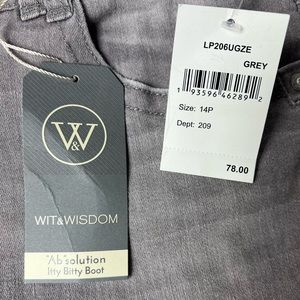 LP206UGZE
GREY
1 93596 46289 2
Size: 14P
Dept: 209
78.00
W&W
WIT&WISDOM
"Ab"solution
Itty Bitty Boot